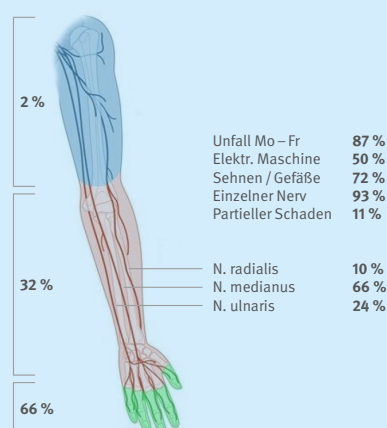 2 %
Unfall Mo – Fr 87 %
Elektr. Maschine 50 %
Sehnen / Gefäße 72 %
Einzelner Nerv 93 %
Partieller Schaden 11 %
N. radialis 10 %
32 %
N. medianus 66 %
N. ulnaris 24 %
66 %